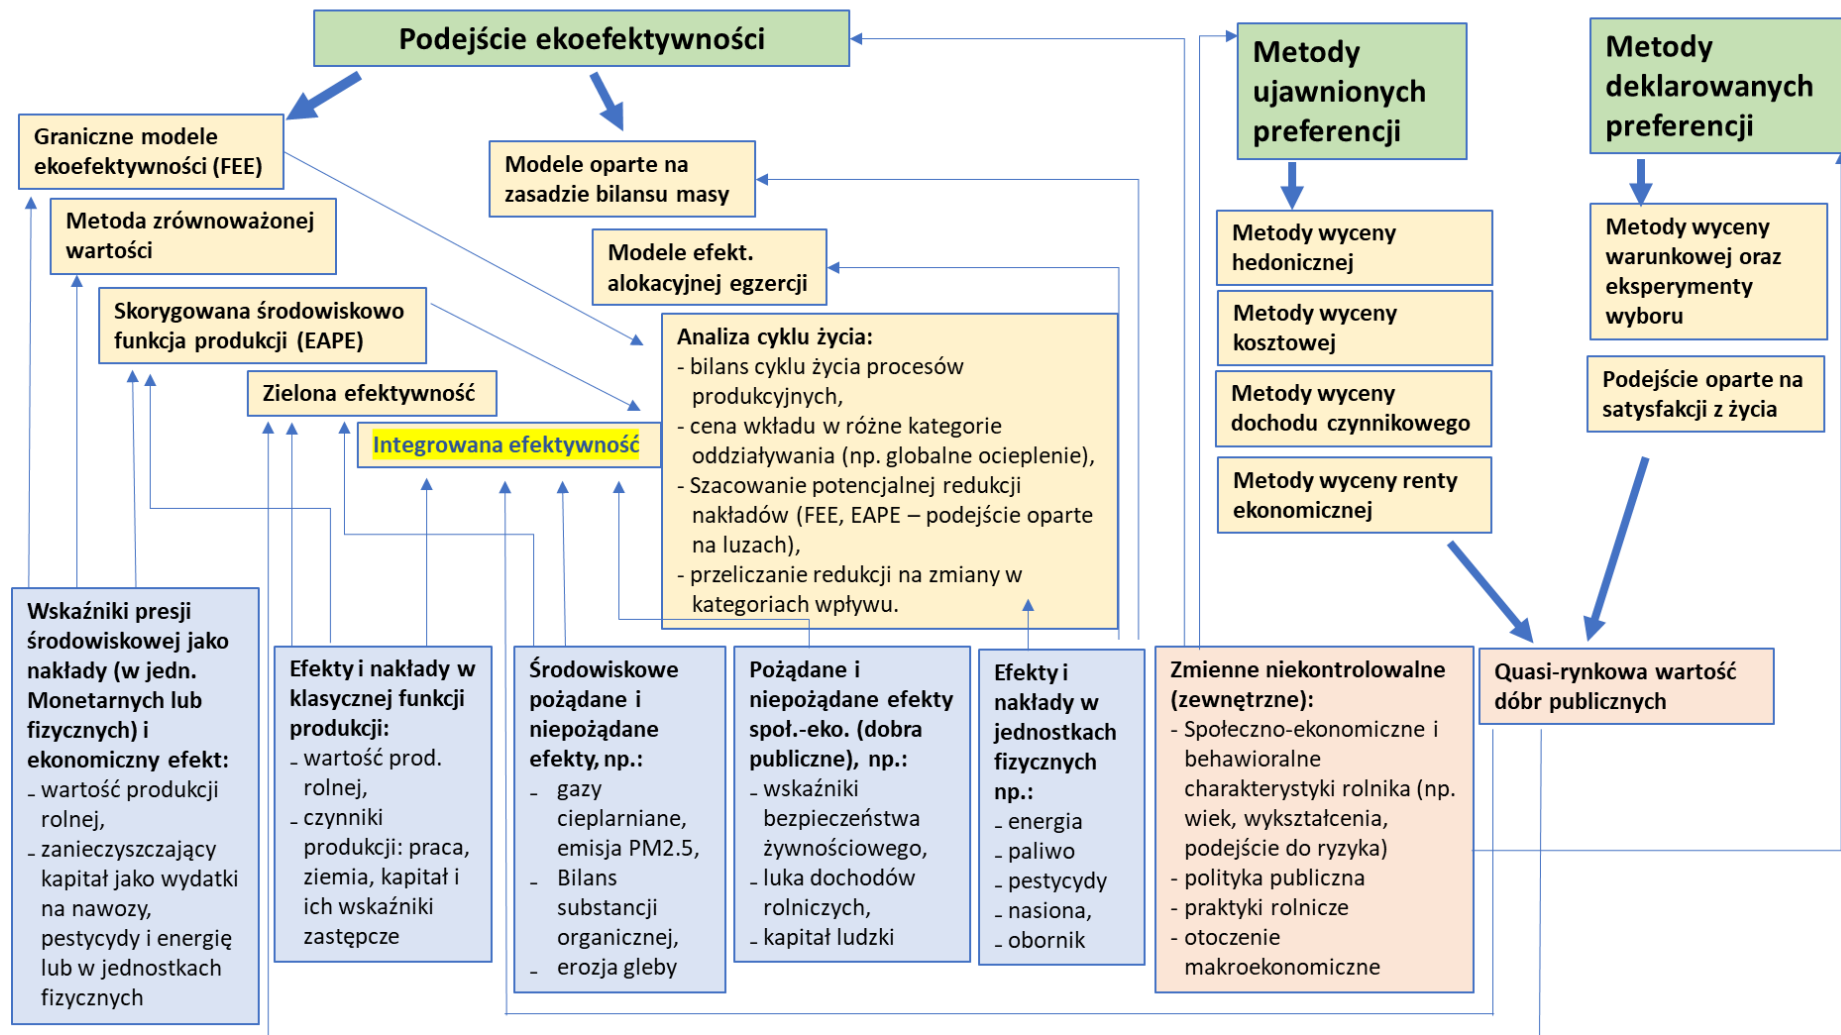 Podejście ekoefektywności
Metody
ujawnionych
preferencji
Metody
deklarowanych
preferencji
Graniczne modele
ekoefektywności (FEE)
Modele oparte na
zasadzie bilansu masy
Metoda zrównoważonej
wartości
Modele efekt.
alokacyjnej egzercji
Skorygowana środowiskowo
funkcja produkcji (EAPE)
Zielona efektywność
Integrowana efektywność
Analiza cyklu życia:
- bilans cyklu życia procesów
produkcyjnych,
- cena wkładu w różne kategorie
oddziaływania (np. globalne ocieplenie),
- Szacowanie potencjalnej redukcji
nakładów (FEE, EAPE – podejście oparte
na luzach),
- przeliczanie redukcji na zmiany w
kategoriach wpływu.
Metody wyceny
hedonicznej
Metody wyceny
kosztowej
Metody wyceny
dochodu czynnikowego
Metody wyceny renty
ekonomicznej
Metody wyceny
warunkowej oraz
eksperymenty
wyboru
Podejście oparte na
satysfakcji z życia
Wskaźniki presji
środowiskowej jako
nakłady (w jedn.
Monetarnych lub
fizycznych) i
ekonomiczny efekt:
- wartość produkcji
rolnej,
- zanieczyszczający
kapitał jako wydatki
na nawozy,
pestycydy i energię
lub w jednostkach
fizycznych
Efekty i nakłady w
klasycznej funkcji
produkcji:
- wartość prod.
rolnej,
- czynniki
produkcji: praca,
ziemia, kapitał i
ich wskaźniki
zastępcze
Środowiskowe
pożądane i
niepożądane
efekty, np.:
- gazy
cieplarniane,
emisja PM2.5,
- Bilans
substancji
organicznej,
- erozja gleby
Pożądane i
niepożądane efekty
społ.-eko. (dobra
publiczne), np.:
- wskaźniki
bezpieczeństwa
żywnościowego,
- luka dochodów
rolniczych,
- kapitał ludzki
Efekty i
nakłady w
jednostkach
fizycznych
np.:
- energia
- paliwo
- pestycydy
- nasiona,
- obornik
Zmienne niekontrolowalne
(zewnętrzne):
- Społeczno-ekonomiczne i
behawioralne
charakterystyki rolnika (np.
wiek, wykształcenia,
podejście do ryzyka)
- polityka publiczna
- praktyki rolnicze
- otoczenie
makroekonomiczne
Quasi-rynkowa wartość
dóbr publicznych